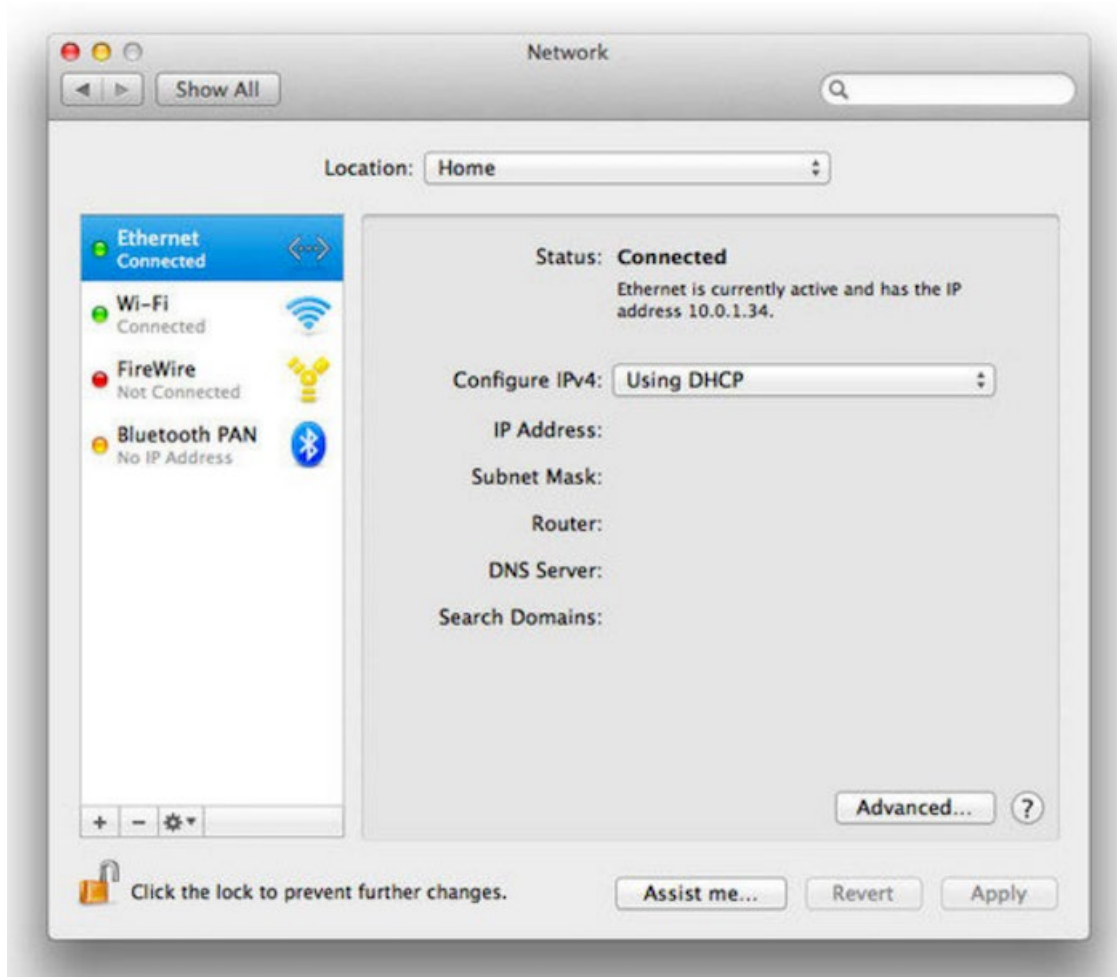 Network
Show All
Location: Home
Ethernet
Connected
Wi-Fi
Connected
FireWire
Not Connected
Bluetooth PAN
No IP Address
Status: Connected
Ethernet is currently active and has the IP
address 10.0.1.34.
Configure IPv4: Using DHCP
IP Address:
Subnet Mask:
Router:
DNS Server:
Search Domains:
Advanced... ?
Click the lock to prevent further changes.
Assist me... Revert Apply